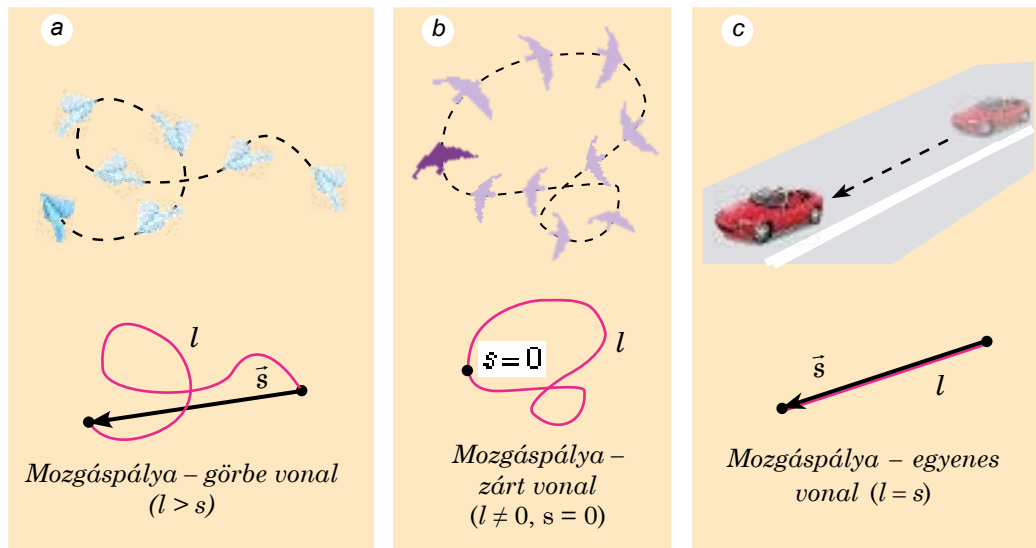 a
l
s⃗
Mozgáspálya – görbe vonal
(l > s)
b
l
s = 0
Mozgáspálya –
zárt vonal
(l ≠ 0, s = 0)
c
s⃗
l
Mozgáspálya – egyenes
vonal (l = s)